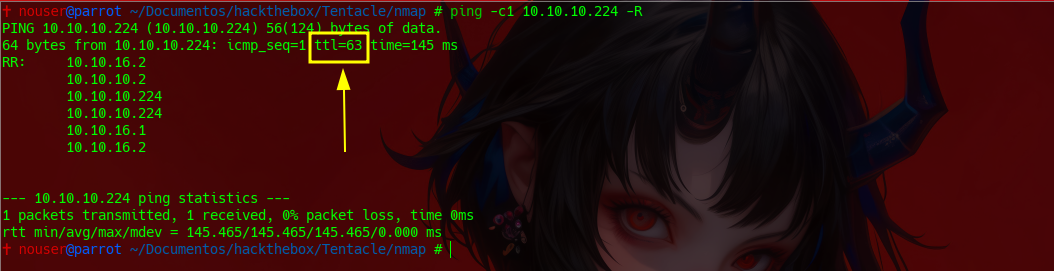 † nouser@parrot ~/Documentos/hackthebox/Tentacle/nmap # ping -c1 10.10.10.224 -R
PING 10.10.10.224 (10.10.10.224) 56(124) bytes of data.
64 bytes from 10.10.10.224: icmp_seq=1 ttl=63 time=145 ms
RR:     10.10.16.2
        10.10.10.2
        10.10.10.224
        10.10.10.224
        10.10.16.1
        10.10.16.2
--- 10.10.10.224 ping statistics ---
1 packets transmitted, 1 received, 0% packet loss, time 0ms
rtt min/avg/max/mdev = 145.465/145.465/145.465/0.000 ms
† nouser@parrot ~/Documentos/hackthebox/Tentacle/nmap #